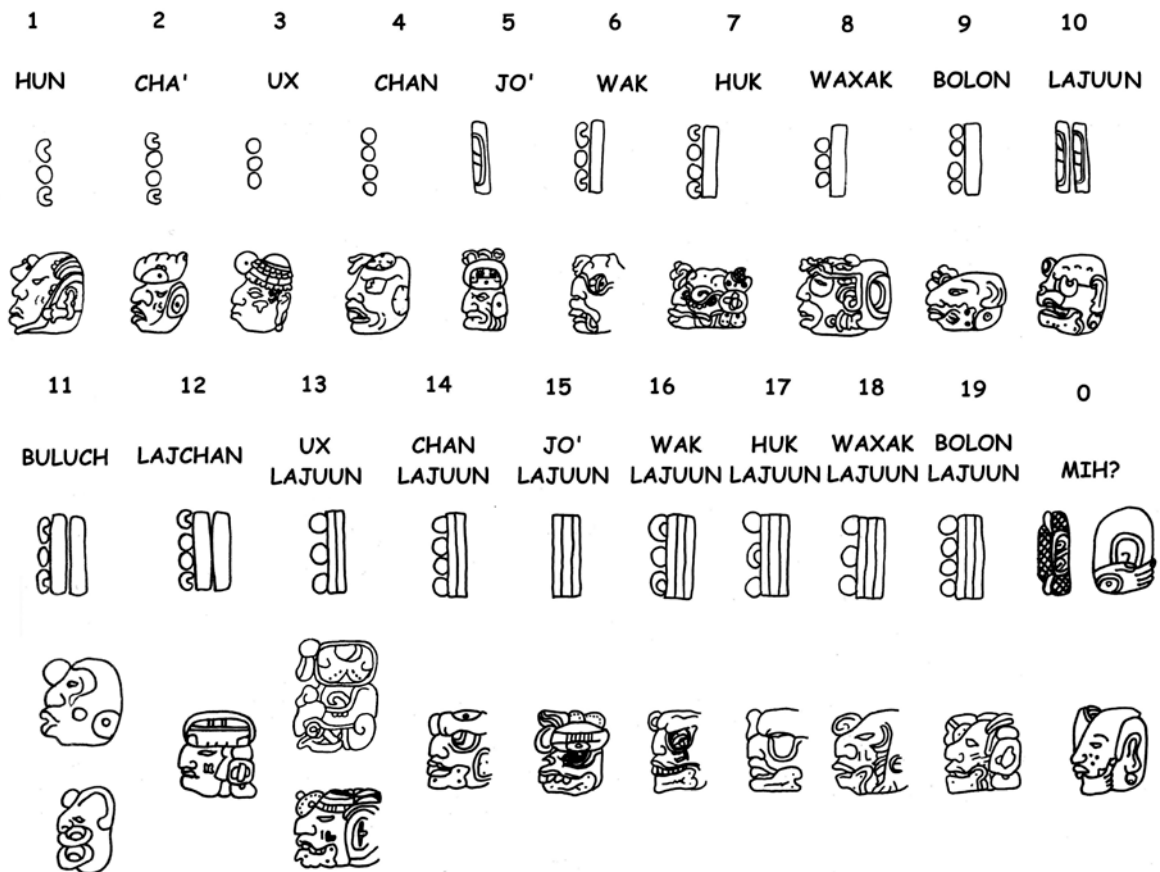 1 2 3 4 5 6 7 8 9 10
HUN CHA' UX CHAN JO' WAK HUK WAXAK BOLON LAJUUN
11 12 13 14 15 16 17 18 19 0
BULUCH LAJCHAN UX LAJUUN CHAN LAJUUN JO' LAJUUN WAK LAJUUN HUK LAJUUN WAXAK LAJUUN BOLON LAJUUN MIH?